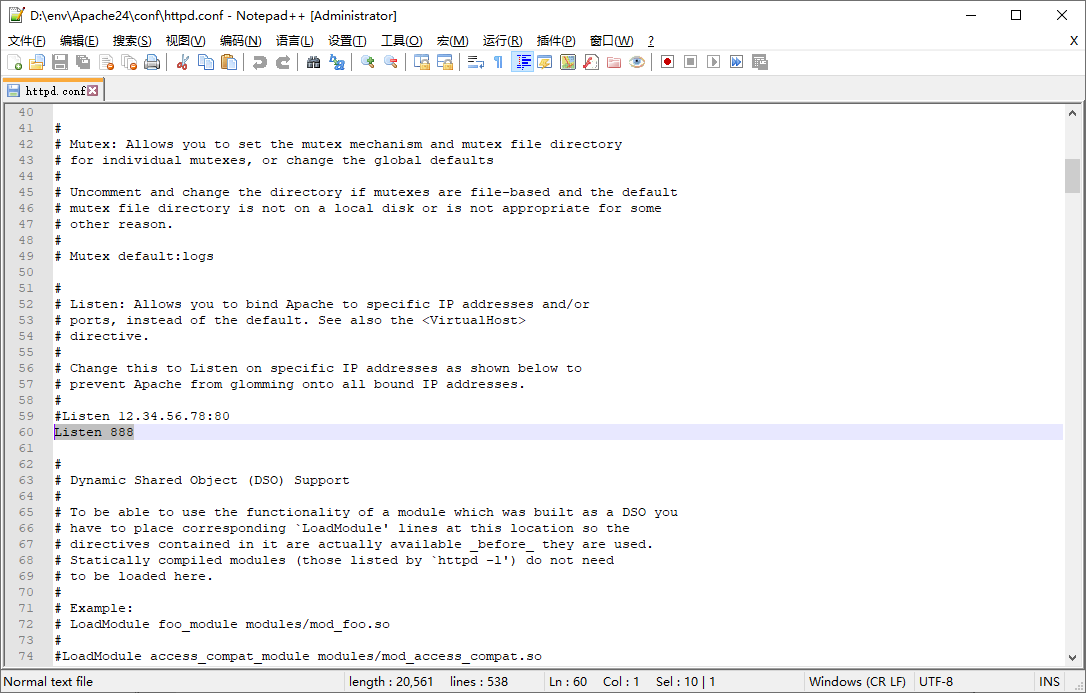 D:\env\Apache24\conf\httpd.conf - Notepad++ [Administrator]
文件(F) 编辑(E) 搜索(S) 视图(V) 编码(N) 语言(L) 设置(T) 工具(O) 宏(M) 运行(R) 插件(P) 窗口(W) ? X
httpd.conf
40
41 #
42 # Mutex: Allows you to set the mutex mechanism and mutex file directory
43 # for individual mutexes, or change the global defaults
44 #
45 # Uncomment and change the directory if mutexes are file-based and the default
46 # mutex file directory is not on a local disk or is not appropriate for some
47 # other reason.
48 #
49 # Mutex default:logs
50
51 #
52 # Listen: Allows you to bind Apache to specific IP addresses and/or
53 # ports, instead of the default. See also the <VirtualHost>
54 # directive.
55 #
56 # Change this to Listen on specific IP addresses as shown below to
57 # prevent Apache from glomming onto all bound IP addresses.
58 #
59 #Listen 12.34.56.78:80
60 Listen 888
61
62 #
63 # Dynamic Shared Object (DSO) Support
64 #
65 # To be able to use the functionality of a module which was built as a DSO you
66 # have to place corresponding `LoadModule' lines at this location so the
67 # directives contained in it are actually available _before_ they are used.
68 # Statically compiled modules (those listed by `httpd -l') do not need
69 # to be loaded here.
70 #
71 # Example:
72 # LoadModule foo_module modules/mod_foo.so
73 #
74 #LoadModule access_compat_module modules/mod_access_compat.so
Normal text file length : 20,561 lines : 538 Ln : 60 Col : 1 Sel : 10 | 1 Windows (CR LF) UTF-8 INS